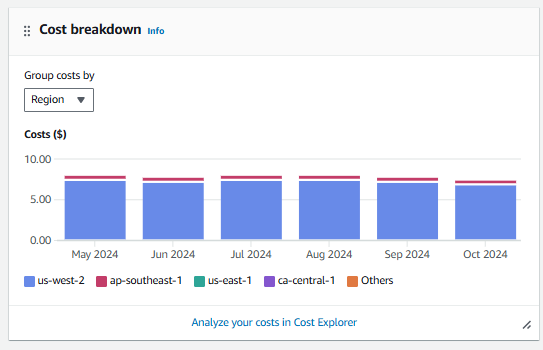 Cost breakdown Info
Group costs by
Region
Costs ($)
10.00
5.00
0.00
May 2024 Jun 2024 Jul 2024 Aug 2024 Sep 2024 Oct 2024
us-west-2 ap-southeast-1 us-east-1 ca-central-1 Others
Analyze your costs in Cost Explorer